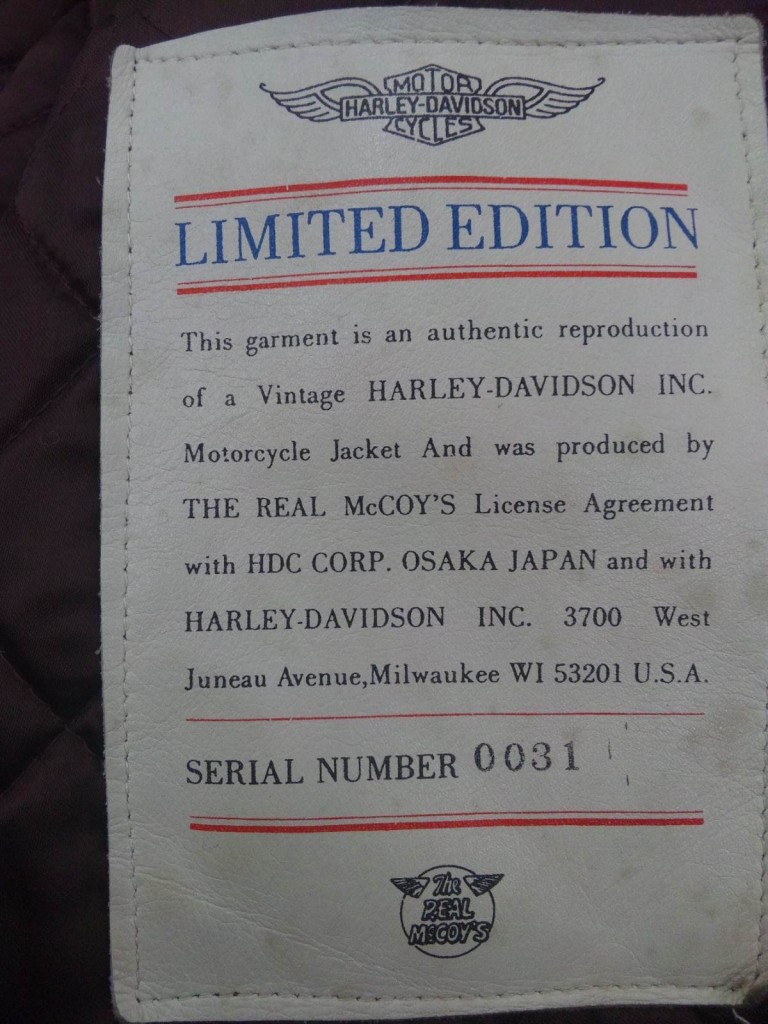 MOTOR
HARLEY-DAVIDSON
CYCLES
LIMITED EDITION
This garment is an authentic reproduction
of a Vintage HARLEY-DAVIDSON INC.
Motorcycle Jacket And was produced by
THE REAL McCOY'S License Agreement
with HDC CORP. OSAKA JAPAN and with
HARLEY-DAVIDSON INC. 3700 West
Juneau Avenue,Milwaukee WI 53201 U.S.A.
SERIAL NUMBER 0031
The
REAL
McCOY'S